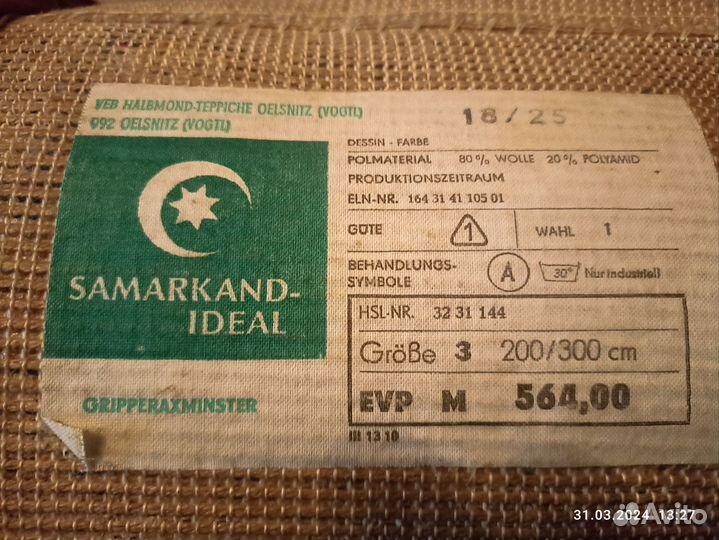 VEB HALBMOND-TEPPICHE OELSNITZ (VOGTL)
992 OELSNITZ (VOGTL)
SAMARKAND-
IDEAL
GRIPPERAXMINSTER
18/25
DESSIN - FARBE
POLMATERIAL 80% WOLLE 20% POLYAMID
PRODUKTIONSZEITRAUM
ELN-NR. 164 31 41 105 01
GÜTE 1 WAHL 1
BEHANDLUNGS-
SYMBOLE A 30° Nur industriell
HSL-NR. 32 31 144
Größe 3 200/300 cm
EVP M 564,00
III 13 10
Avito
31.03.2024 13:27